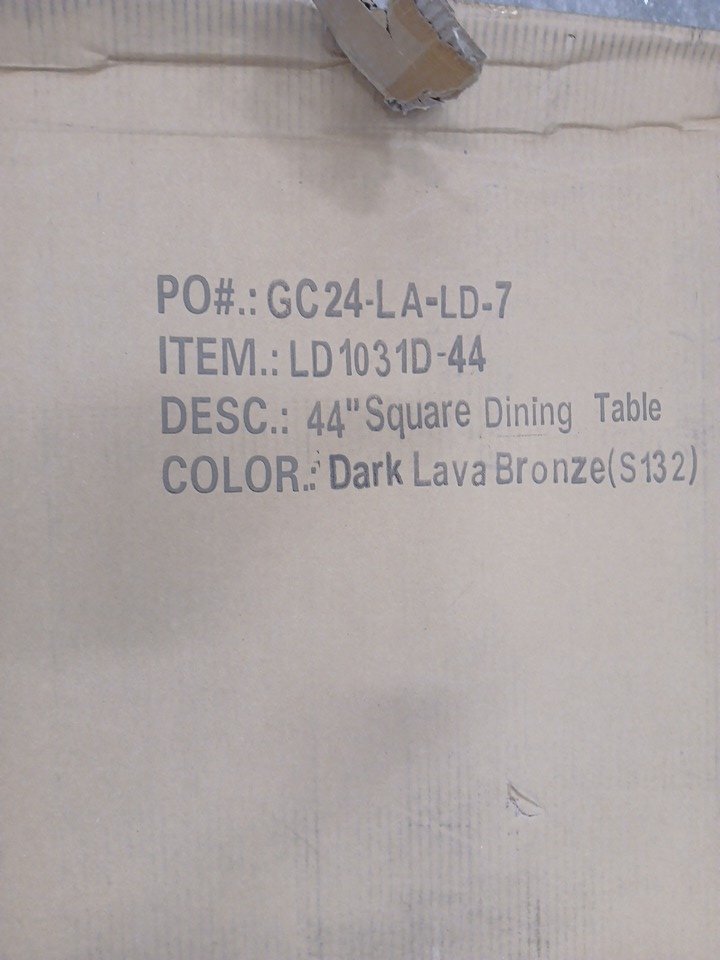 PO#.: GC24-LA-LD-7
ITEM.: LD1031D-44
DESC.: 44"Square Dining Table
COLOR.: Dark Lava Bronze(S132)